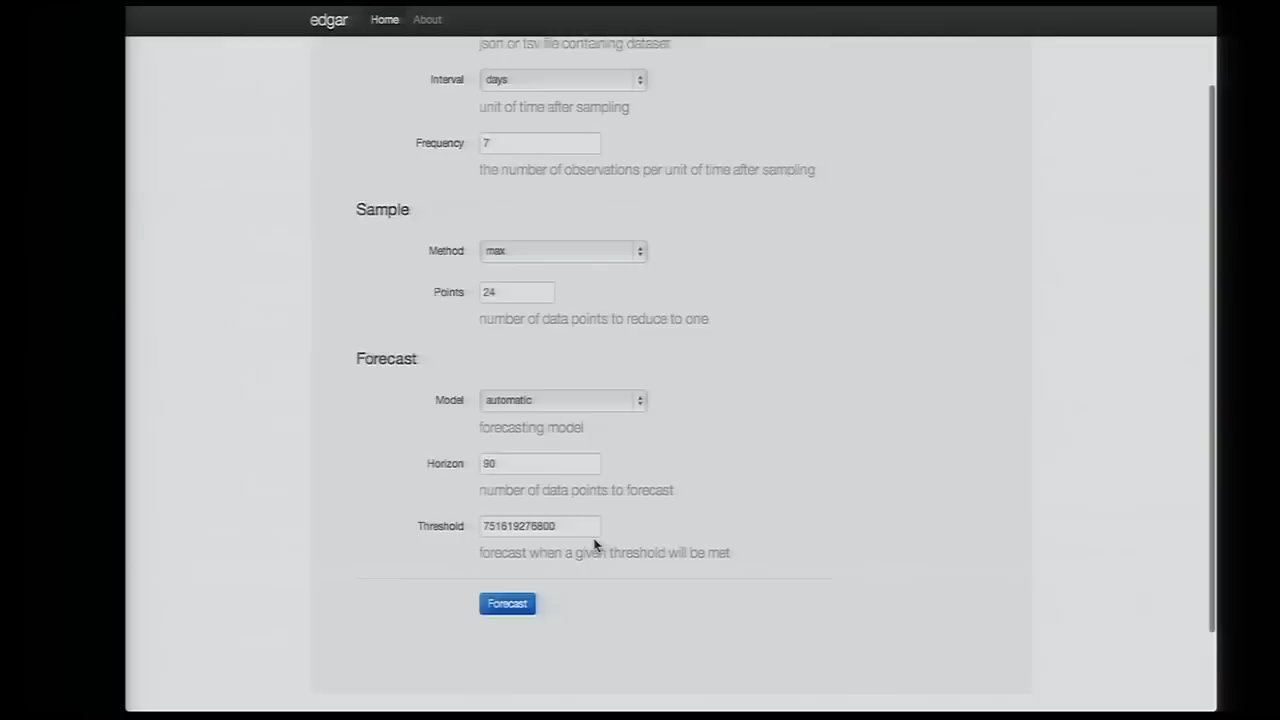 edgar Home About
json or tsv file containing dataset
Interval days
unit of time after sampling
Frequency 7
the number of observations per unit of time after sampling
Sample
Method max
Points 24
number of data points to reduce to one
Forecast
Model automatic
forecasting model
Horizon 90
number of data points to forecast
Threshold 751619276800
forecast when a given threshold will be met
Forecast